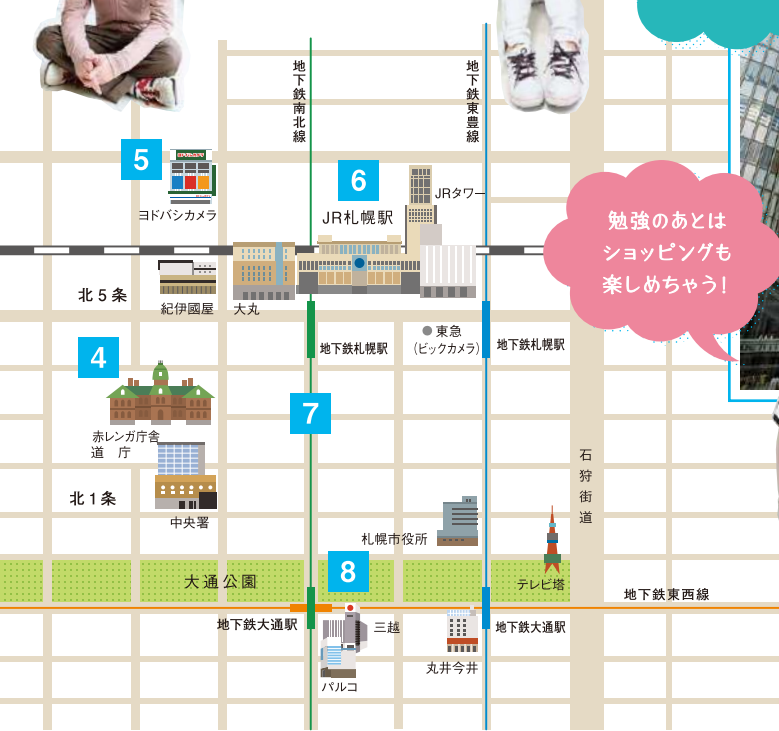 地下鉄南北線
地下鉄東豊線
5
6
ヨドバシカメラ
JR札幌駅
JRタワー
勉強のあとは
ショッピングも
楽しめちゃう!
北5条
紀伊國屋
大丸
東急
(ビックカメラ)
地下鉄札幌駅
地下鉄札幌駅
4
7
赤レンガ庁舎
道 庁
石狩街道
北1条
中央署
札幌市役所
8
大通公園
テレビ塔
地下鉄東西線
地下鉄大通駅
三越
地下鉄大通駅
丸井今井
パルコ